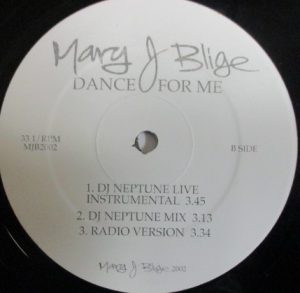 Mary J Blige
DANCE FOR ME
33.1/RPM
MJB2002
B.SIDE
1. DJ NEPTUNE LIVE
INSTRUMENTAL 3.45
2. DJ NEPTUNE MIX 3.13
3. RADIO VERSION 3.34
Mary J Blige 2002